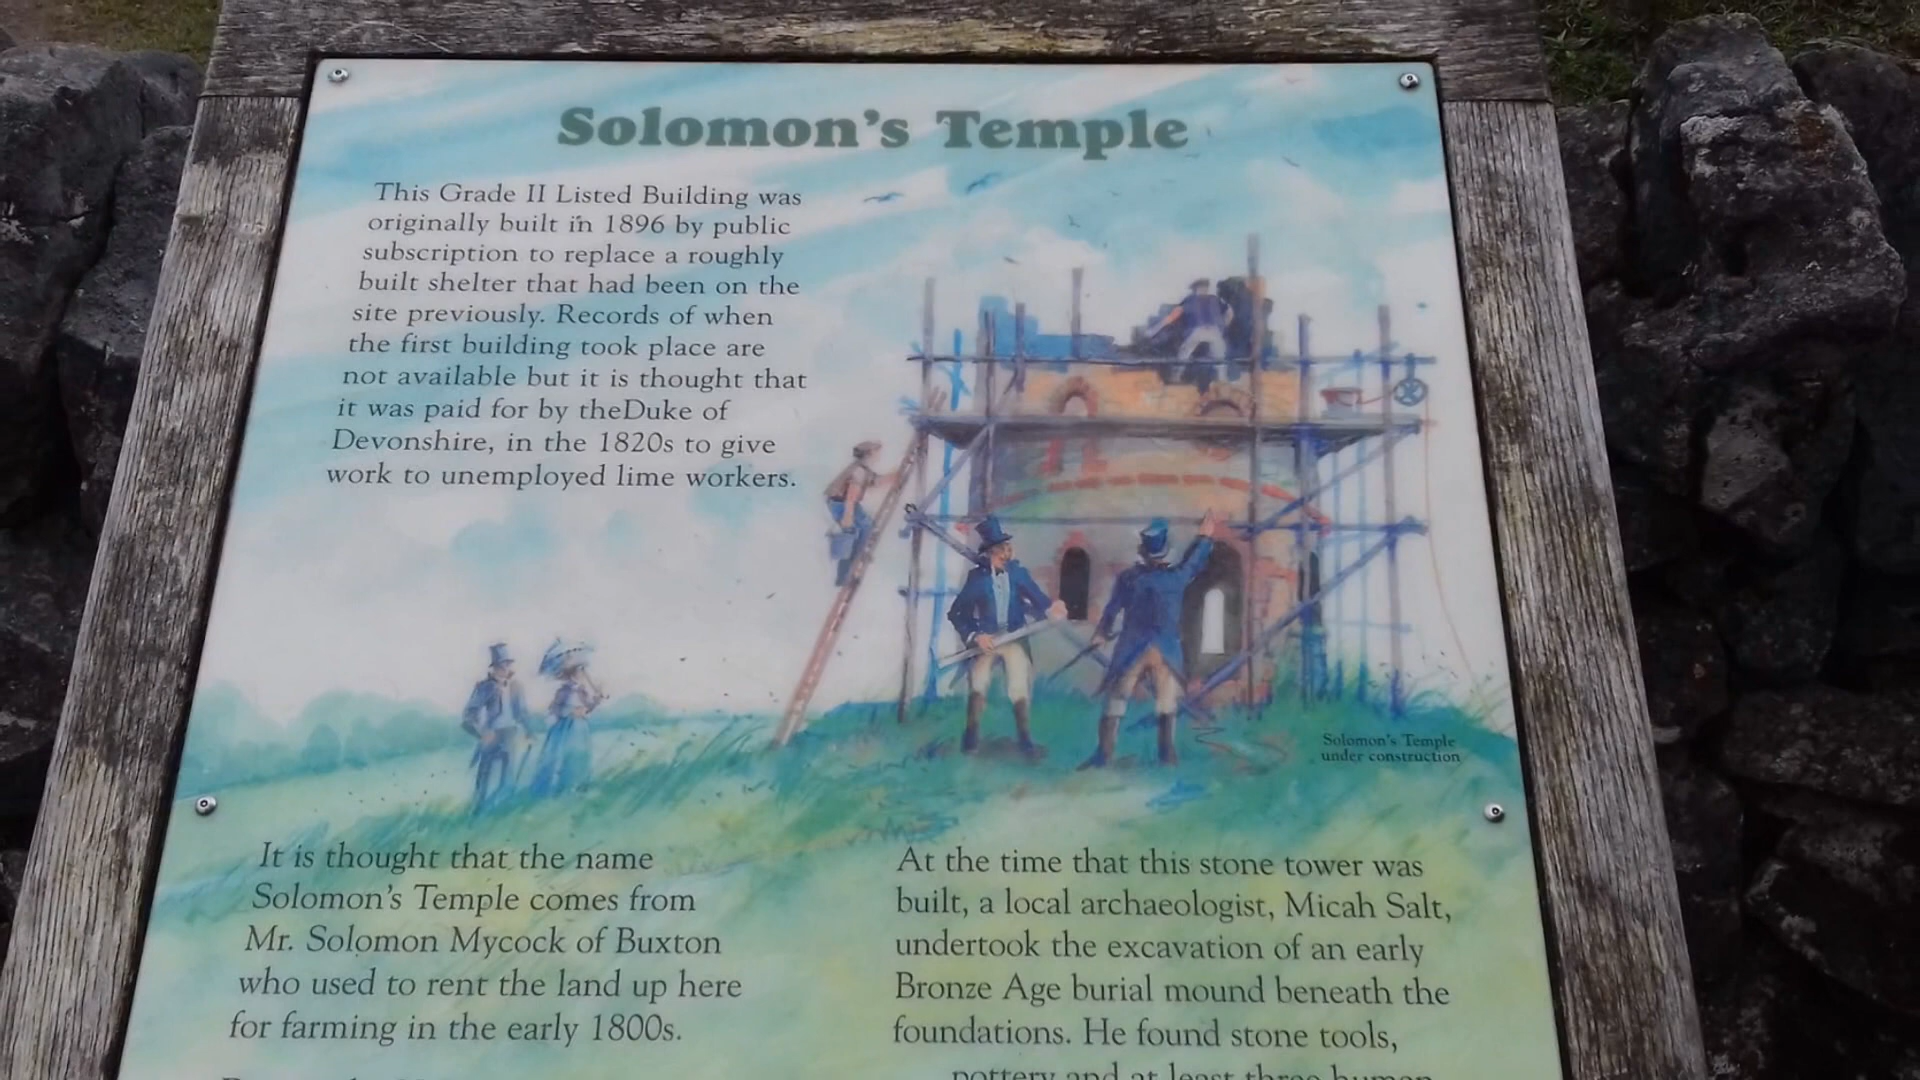 Solomon's Temple
This Grade II Listed Building was
originally built in 1896 by public
subscription to replace a roughly
built shelter that had been on the
site previously. Records of when
the first building took place are
not available but it is thought that
it was paid for by theDuke of
Devonshire, in the 1820s to give
work to unemployed lime workers.
Solomon's Temple
under construction
It is thought that the name
Solomon's Temple comes from
Mr. Solomon Mycock of Buxton
who used to rent the land up here
for farming in the early 1800s.
At the time that this stone tower was
built, a local archaeologist, Micah Salt,
undertook the excavation of an early
Bronze Age burial mound beneath the
foundations. He found stone tools,
pottery and at least three human